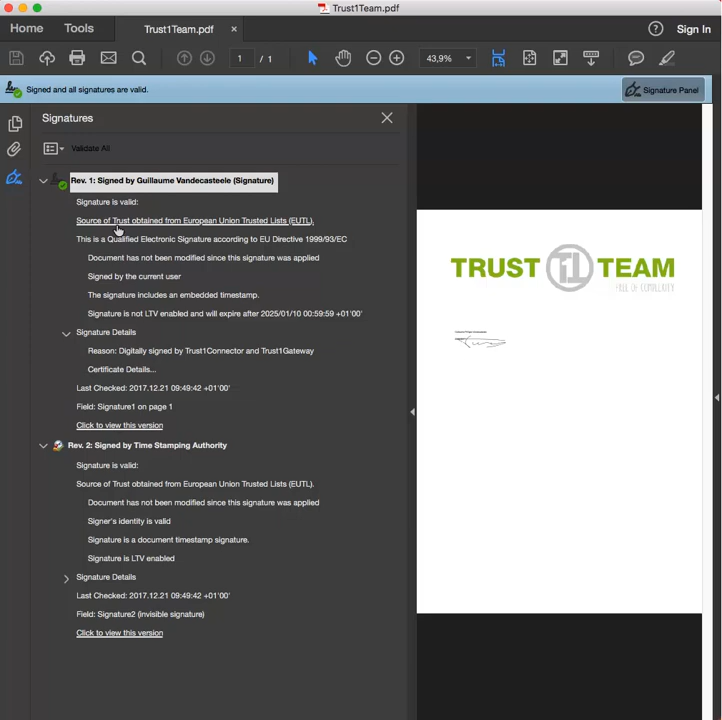 Trust1Team.pdf
Home
Tools
Trust1Team.pdf
×
?
Sign In
1
/ 1
43,9%
Signed and all signatures are valid.
Signature Panel
Signatures
Validate All
Rev. 1: Signed by Guillaume Vandecasteele (Signature)
Signature is valid:
Source of Trust obtained from European Union Trusted Lists (EUTL).
This is a Qualified Electronic Signature according to EU Directive 1999/93/EC
Document has not been modified since this signature was applied
Signed by the current user
The signature includes an embedded timestamp.
Signature is not LTV enabled and will expire after 2025/01/10 00:59:59 +01'00'
Signature Details
Reason: Digitally signed by Trust1Connector and Trust1Gateway
Certificate Details...
Last Checked: 2017.12.21 09:49:42 +01'00'
Field: Signature1 on page 1
Click to view this version
Rev. 2: Signed by Time Stamping Authority
Signature is valid:
Source of Trust obtained from European Union Trusted Lists (EUTL).
Document has not been modified since this signature was applied
Signer's identity is valid
Signature is a document timestamp signature.
Signature is LTV enabled
Signature Details
Last Checked: 2017.12.21 09:49:42 +01'00'
Field: Signature2 (invisible signature)
Click to view this version
TRUST 1 TEAM
FREE OF COMPLEXITY